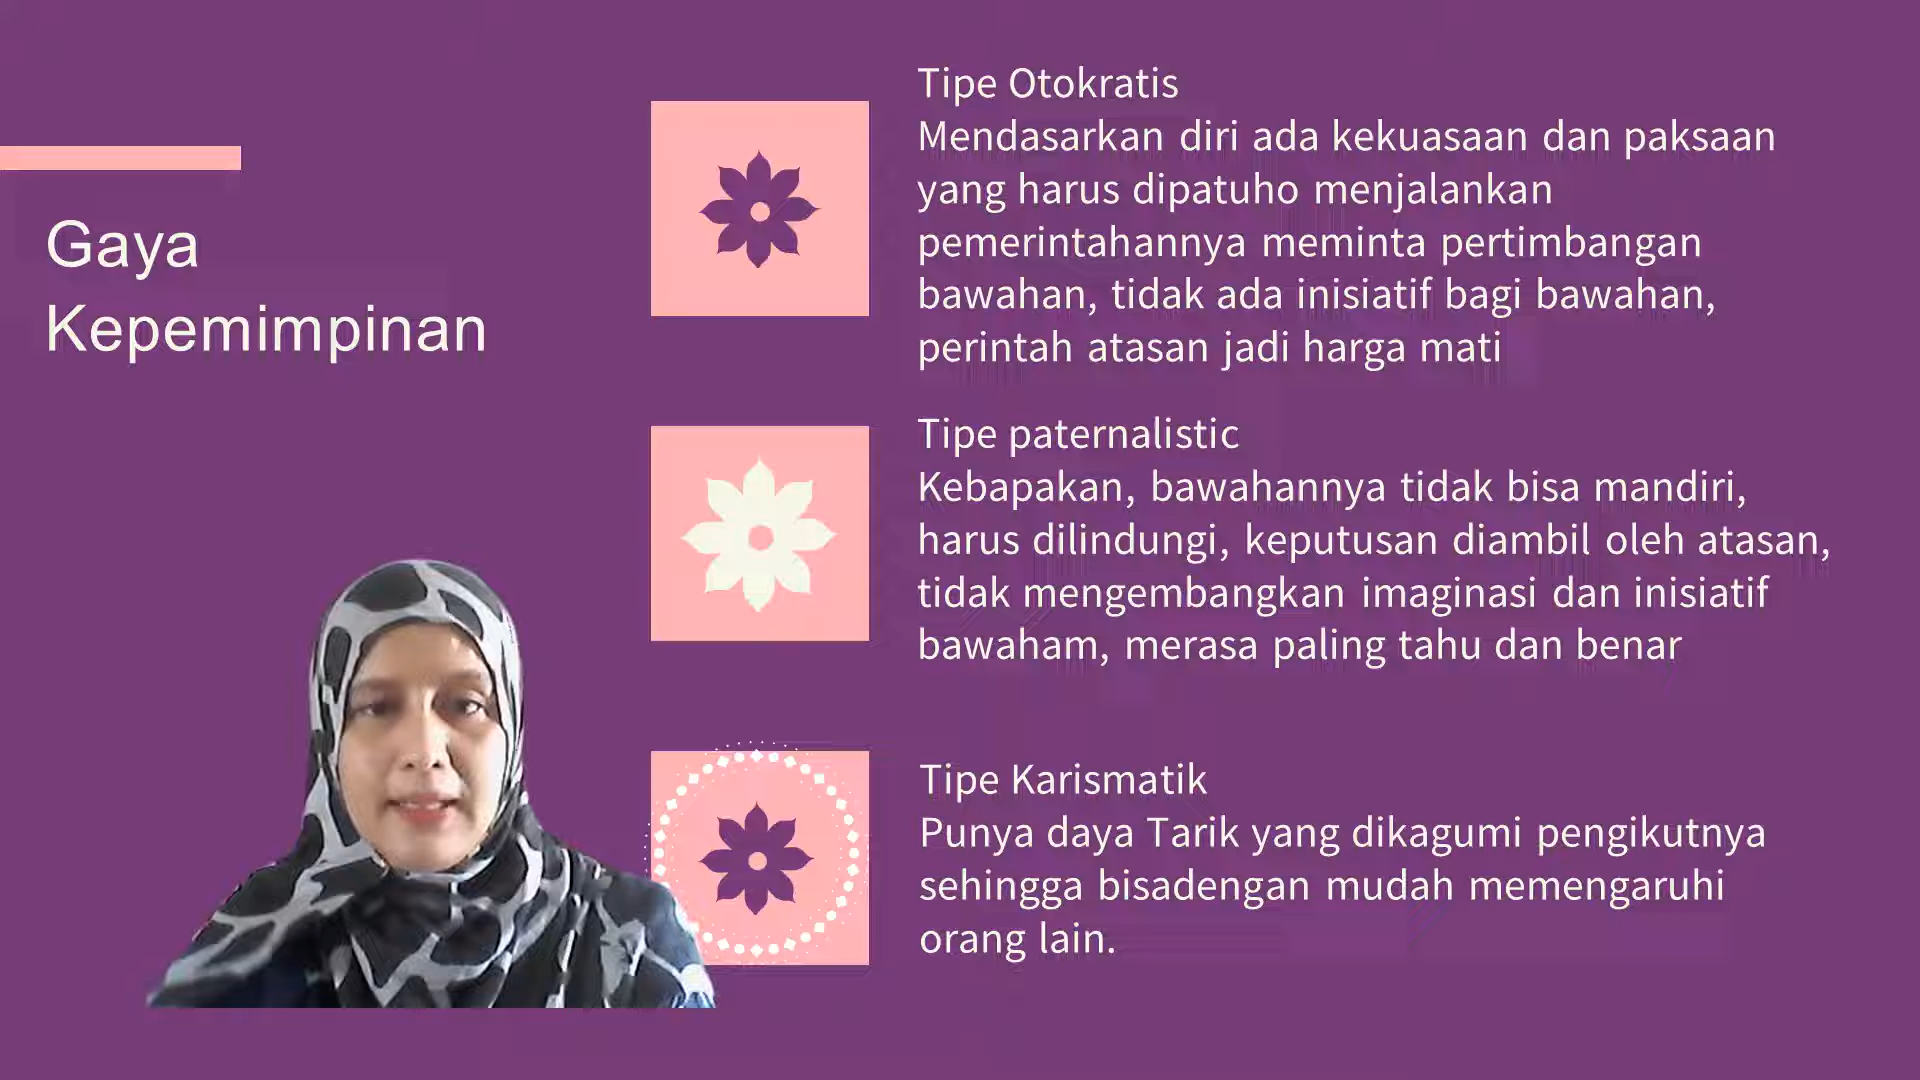 Gaya
Kepemimpinan
Tipe Otokratis
Mendasarkan diri ada kekuasaan dan paksaan
yang harus dipatuho menjalankan
pemerintahannya meminta pertimbangan
bawahan, tidak ada inisiatif bagi bawahan,
perintah atasan jadi harga mati
Tipe paternalistic
Kebapakan, bawahannya tidak bisa mandiri,
harus dilindungi, keputusan diambil oleh atasan,
tidak mengembangkan imaginasi dan inisiatif
bawaham, merasa paling tahu dan benar
Tipe Karismatik
Punya daya Tarik yang dikagumi pengikutnya
sehingga bisadengan mudah memengaruhi
orang lain.